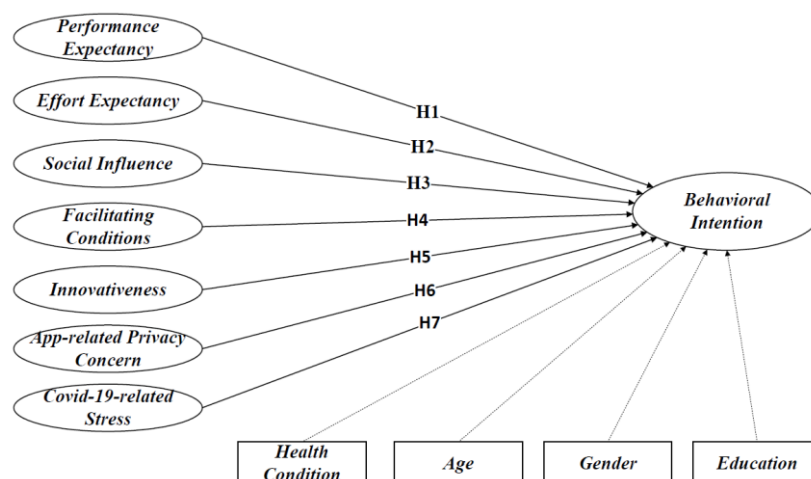 Performance
Expectancy
Effort Expectancy
Social Influence
Facilitating
Conditions
Innovativeness
App-related Privacy
Concern
Covid-19-related
Stress
H1
H2
H3
H4
H5
H6
H7
Behavioral
Intention
Health
Condition
Age
Gender
Education